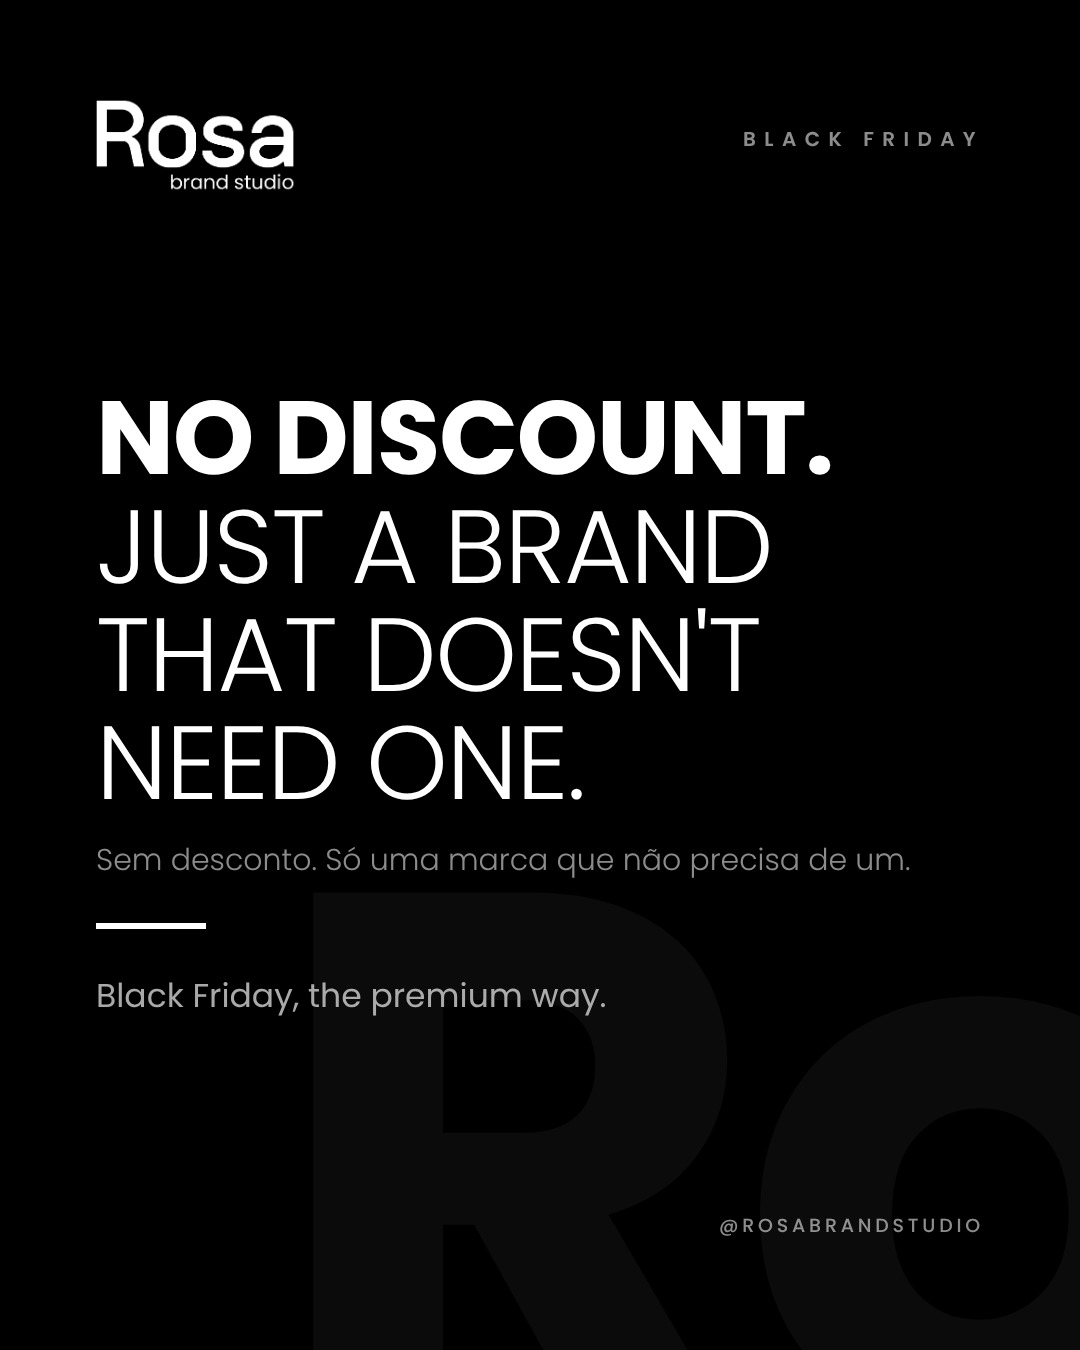 Rosa
brand studio
BLACK FRIDAY
NO DISCOUNT.
JUST A BRAND
THAT DOESN'T
NEED ONE.
Sem desconto. Só uma marca que não precisa de um.
Black Friday, the premium way.
Ro
@ROSABRANDSTUDIO